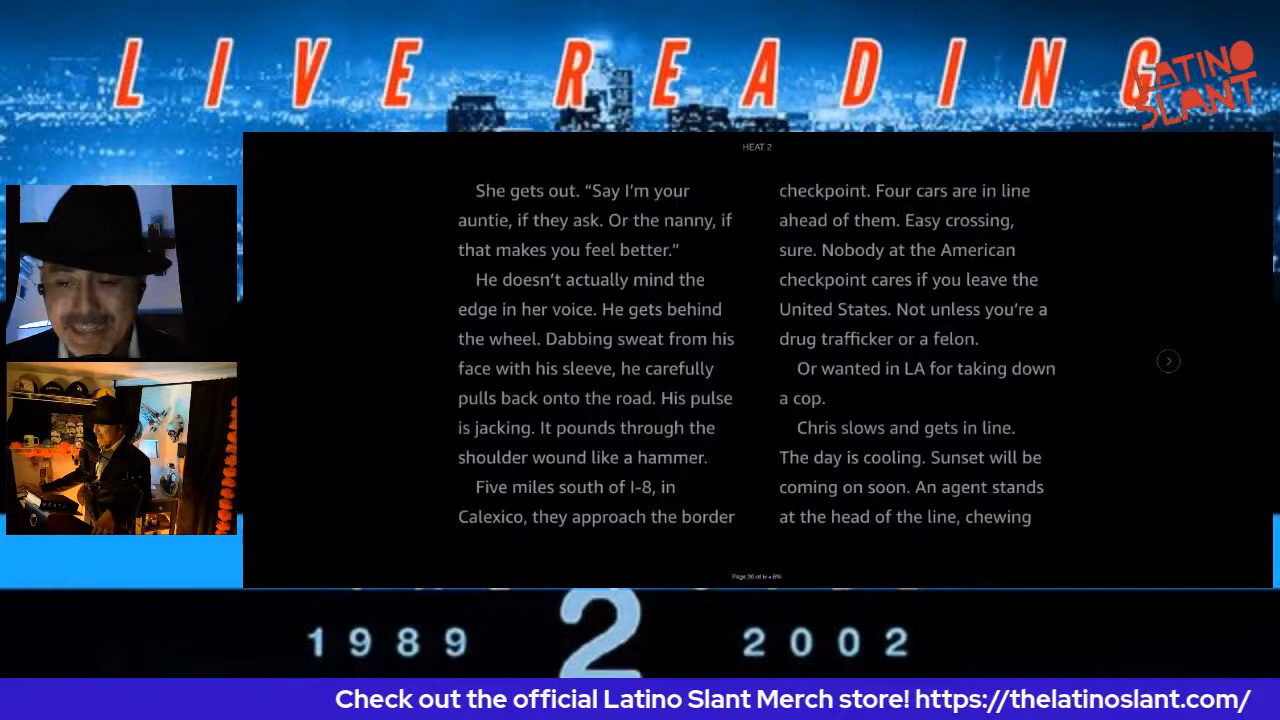 LIVE READING
LATINO
SLANT
HEAT 2
She gets out. “Say I’m your
auntie, if they ask. Or the nanny, if
that makes you feel better.”
He doesn’t actually mind the
edge in her voice. He gets behind
the wheel. Dabbing sweat from his
face with his sleeve, he carefully
pulls back onto the road. His pulse
is jacking. It pounds through the
shoulder wound like a hammer.
Five miles south of I-8, in
Calexico, they approach the border
checkpoint. Four cars are in line
ahead of them. Easy crossing,
sure. Nobody at the American
checkpoint cares if you leave the
United States. Not unless you’re a
drug trafficker or a felon.
Or wanted in LA for taking down
a cop.
Chris slows and gets in line.
The day is cooling. Sunset will be
coming on soon. An agent stands
at the head of the line, chewing
Page 30 of iv • 6%
1989 2 2002
Check out the official Latino Slant Merch store! https://thelatinoslant.com/